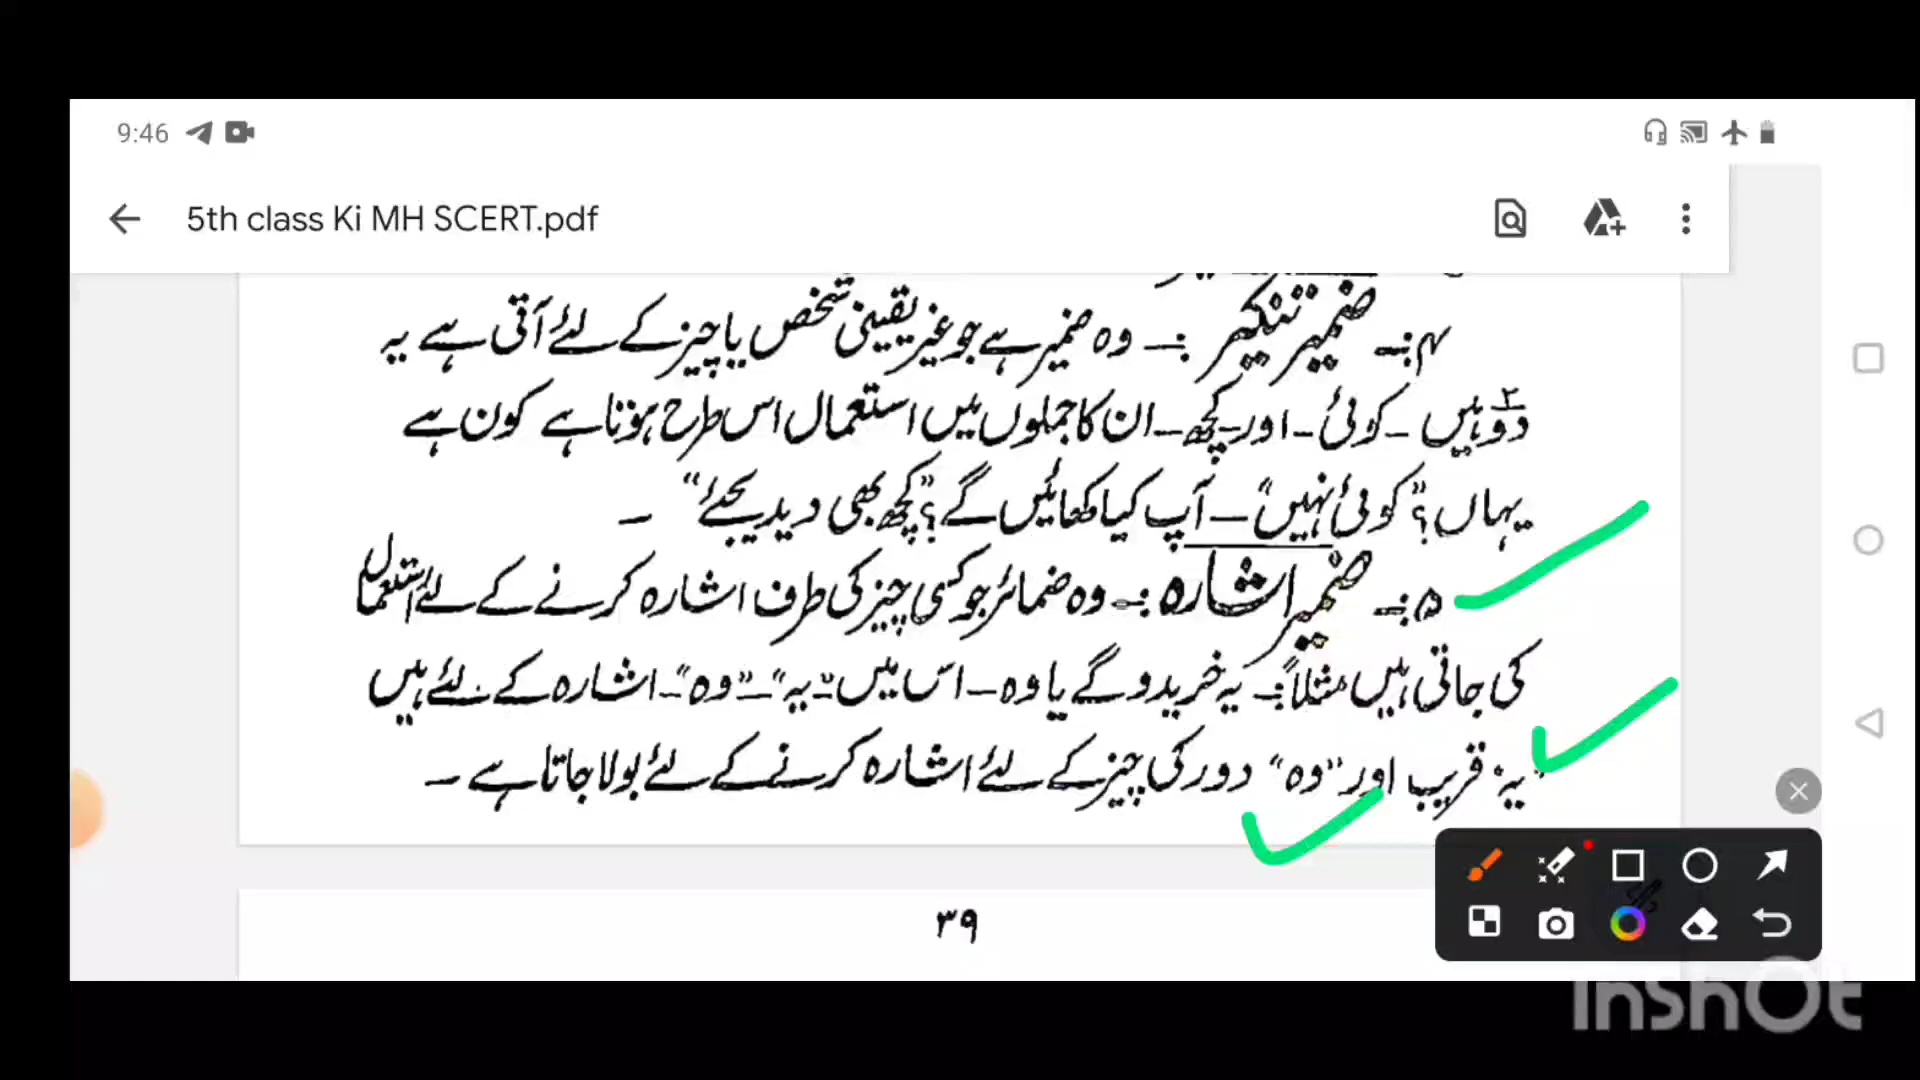 9:46
5th class Ki MH SCERT.pdf
۴:۔ ضمیر تنکیر :۔ وہ ضمیر ہے جو غیر یقینی شخص یا چیز کے لئے آتی ہے یہ
دو۲ ہیں ۔ کوئی ۔ اور ۔ کچھ ۔ ان کا جملوں میں استعمال اس طرح ہوتا ہے کون ہے
یہاں ؟ "کوئی نہیں" ۔ آپ کیا کھائیں گے ؟ "کچھ بھی دیدیجئے" ۔
۵:۔ ضمیر اشارہ :۔ وہ ضمائر جو کسی چیز کی طرف اشارہ کرنے کے لئے استعمال
کی جاتی ہیں مثلاً :۔ یہ خریدو گے یا وہ ۔ اس میں "یہ" ۔ "وہ" ۔ اشارہ کے لئے ہیں
"یہ" قریب اور "وہ" دور کی چیز کے لئے اشارہ کرنے کے لئے بولا جاتا ہے ۔
۳۹
InshOt